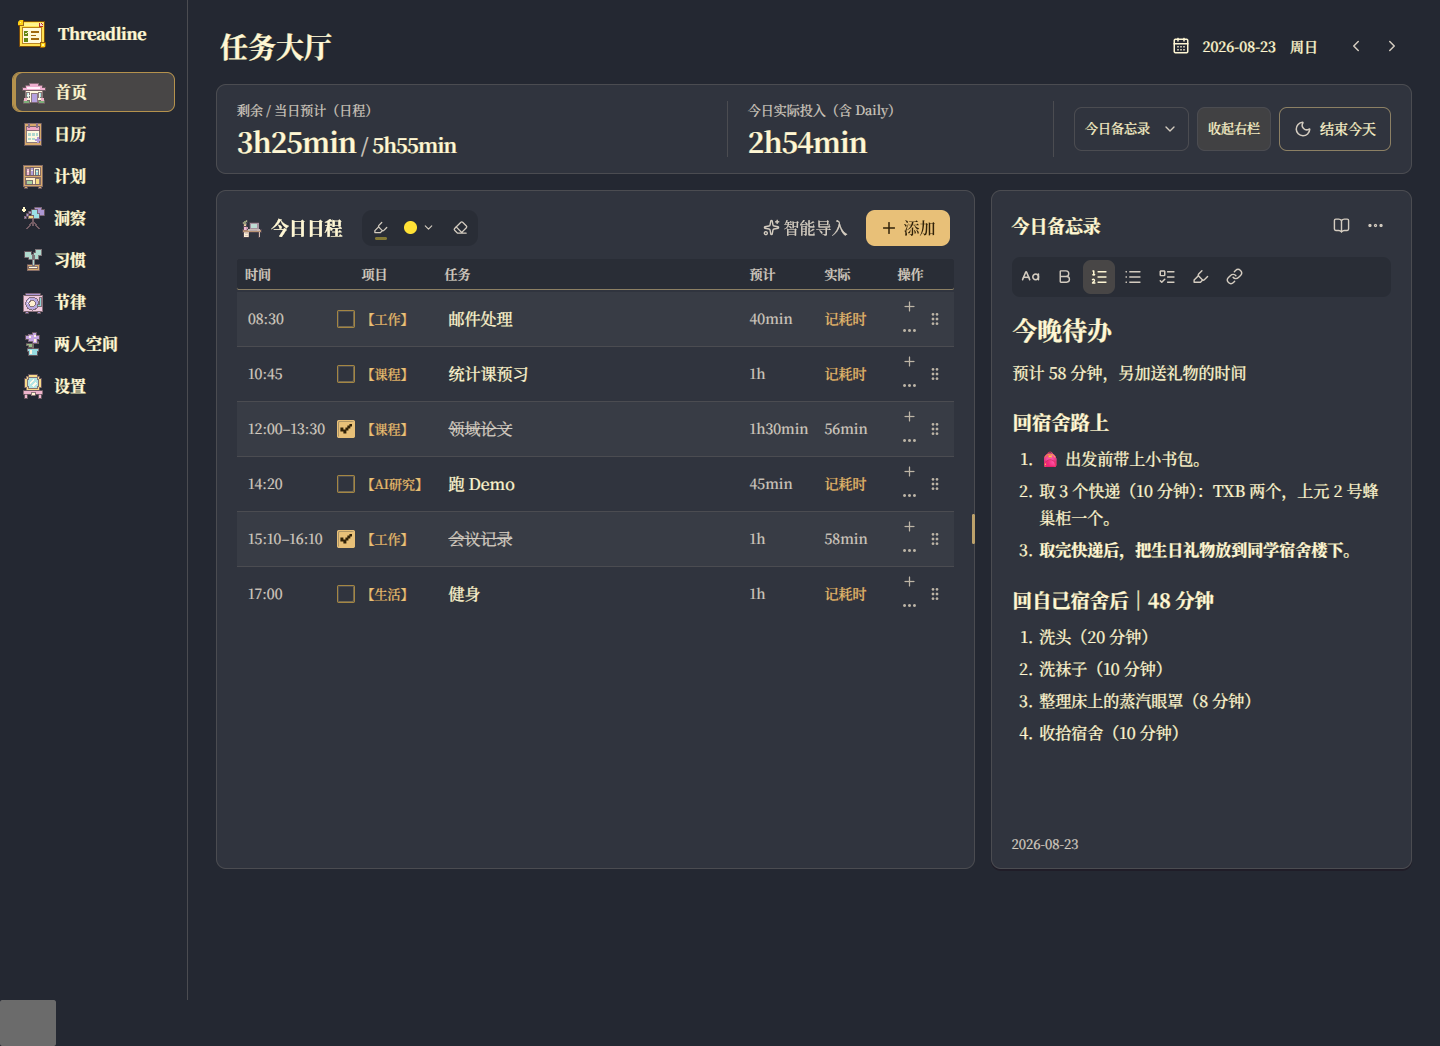 Threadline
首页
日历
计划
洞察
习惯
节律
两人空间
设置
任务大厅
2026-08-23 周日
剩余 / 当日预计（日程）
3h25min / 5h55min
今日实际投入（含 Daily）
2h54min
今日备忘录
收起右栏
结束今天
今日日程
智能导入
添加
时间 项目 任务 预计 实际 操作
08:30 【工作】 邮件处理 40min 记耗时
10:45 【课程】 统计课预习 1h 记耗时
12:00–13:30 【课程】 领域论文 1h30min 56min
14:20 【AI研究】 跑 Demo 45min 记耗时
15:10–16:10 【工作】 会议记录 1h 58min
17:00 【生活】 健身 1h 记耗时
今日备忘录
Aa B
今晚待办
预计 58 分钟，另加送礼物的时间
回宿舍路上
1. 出发前带上小书包。
2. 取 3 个快递（10 分钟）：TXB 两个，上元 2 号蜂
巢柜一个。
3. 取完快递后，把生日礼物放到同学宿舍楼下。
回自己宿舍后｜48 分钟
1. 洗头（20 分钟）
2. 洗袜子（10 分钟）
3. 整理床上的蒸汽眼罩（8 分钟）
4. 收拾宿舍（10 分钟）
2026-08-23